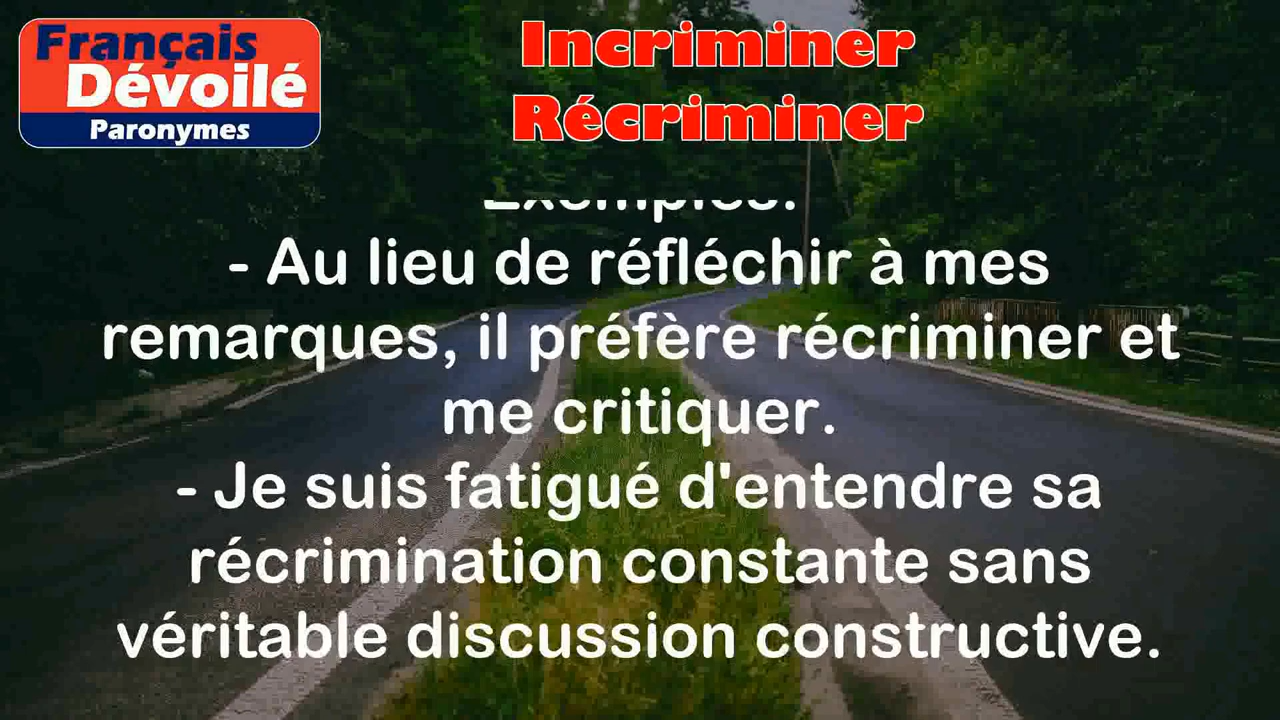 Français
Dévoilé
Paronymes
Incriminer
Récriminer
Exemples:
- Au lieu de réfléchir à mes
remarques, il préfère récriminer et
me critiquer.
- Je suis fatigué d'entendre sa
récrimination constante sans
véritable discussion constructive.